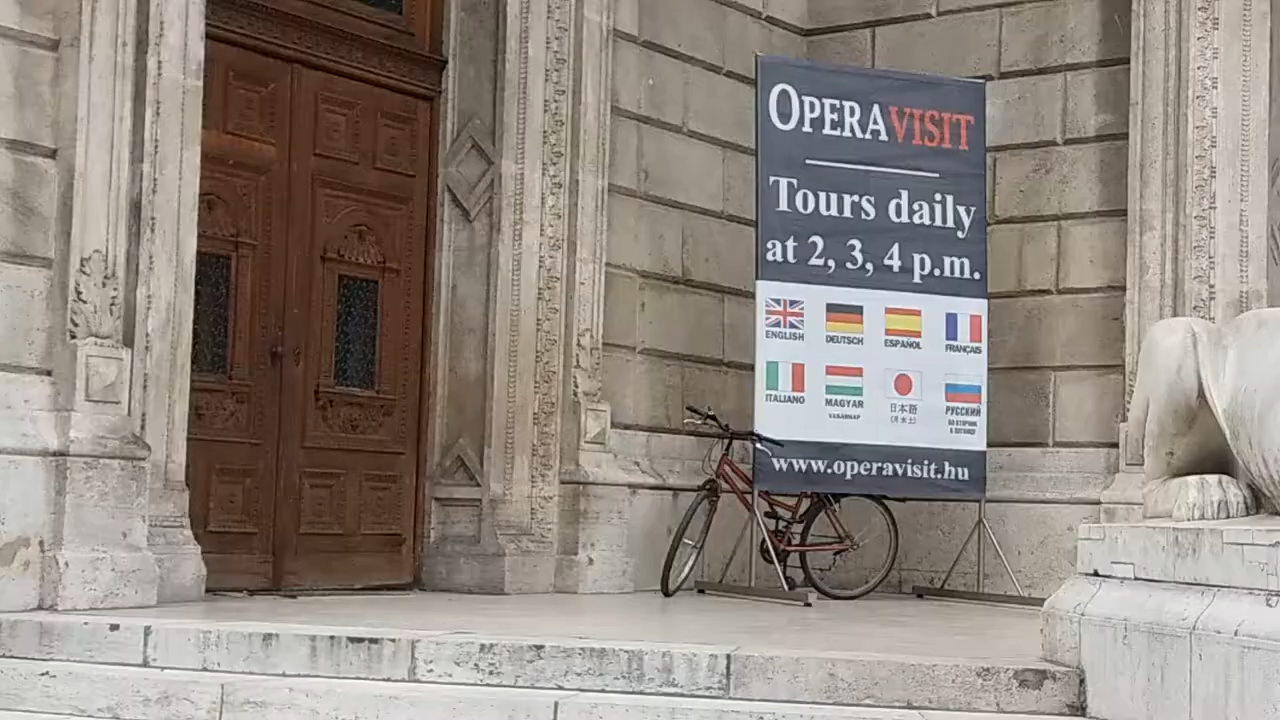 OPERAVISIT
Tours daily
at 2, 3, 4 p.m.
ENGLISH DEUTSCH ESPAÑOL FRANÇAIS
ITALIANO MAGYAR 日本語 РУССКИЙ
VASÁRNAP
www.operavisit.hu